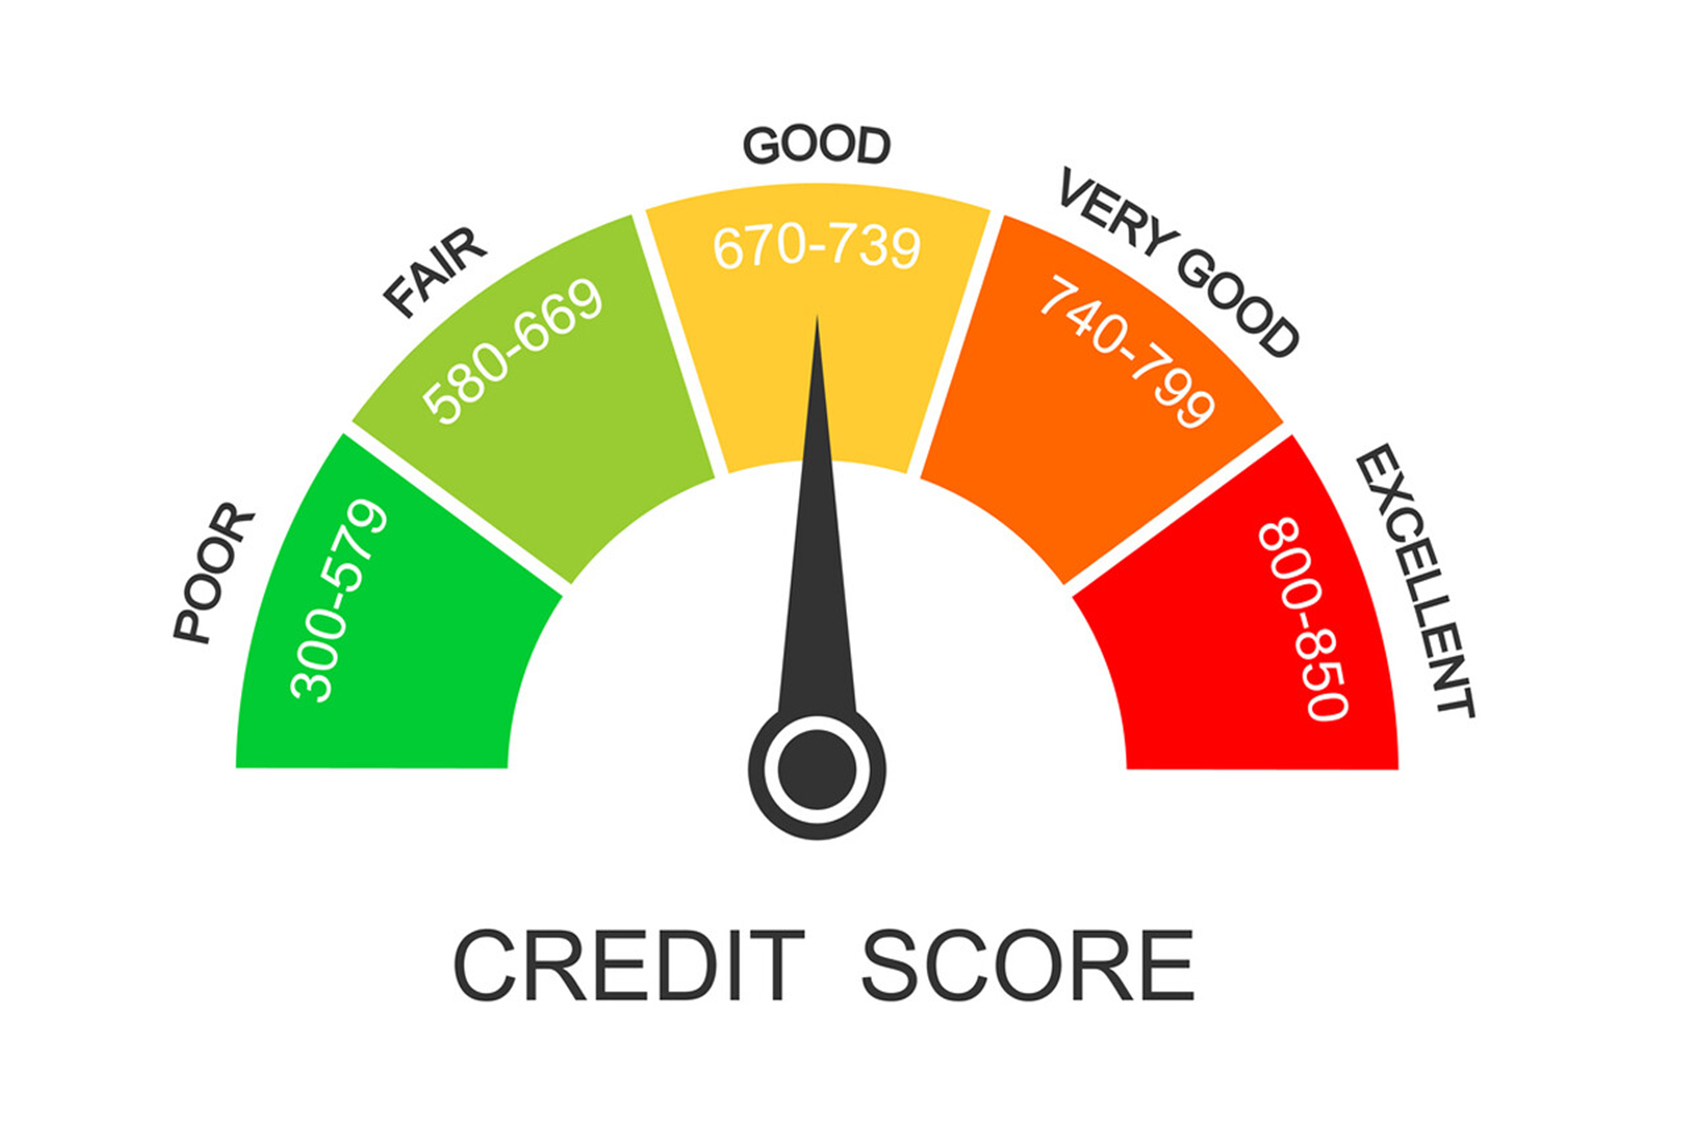 POOR
300-579
FAIR
580-669
GOOD
670-739
VERY GOOD
740-799
EXCELLENT
800-850
CREDIT SCORE